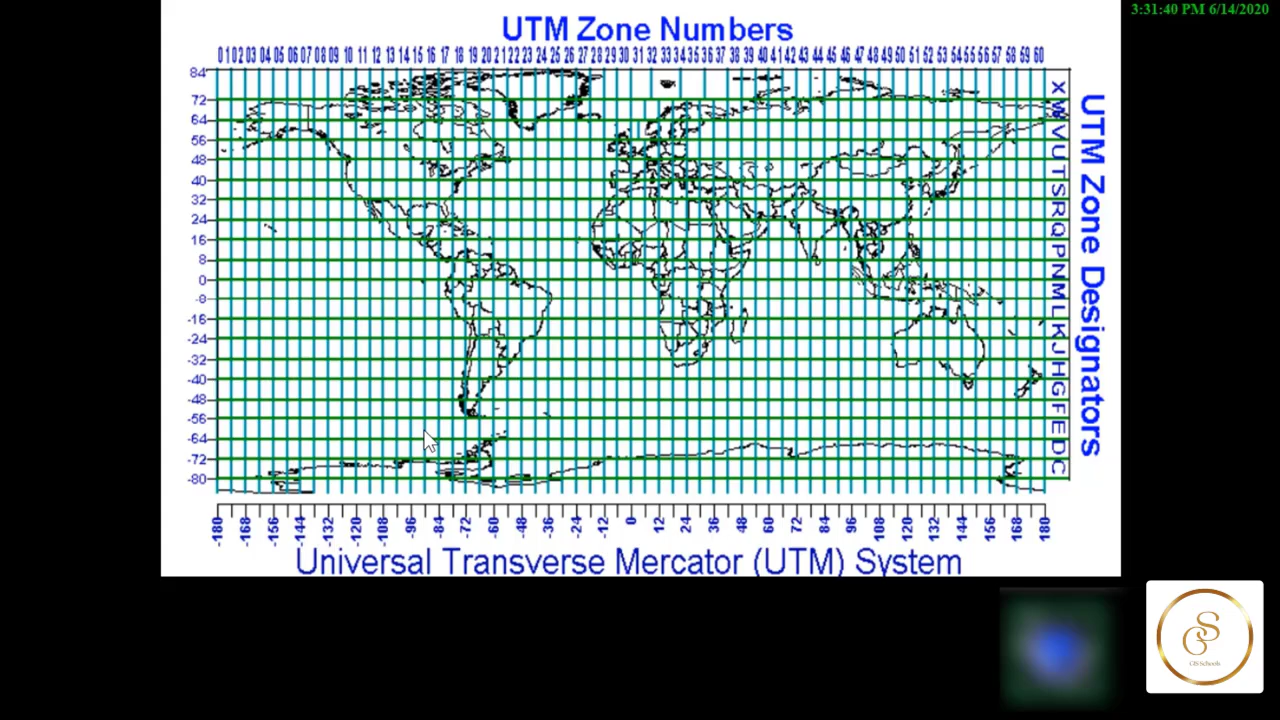 3:31:40 PM 6/14/2020
UTM Zone Numbers
01 02 03 04 05 06 07 08 09 10 11 12 13 14 15 16 17 18 19 20 21 22 23 24 25 26 27 28 29 30 31 32 33 34 35 36 37 38 39 40 41 42 43 44 45 46 47 48 49 50 51 52 53 54 55 56 57 58 59 60
84
72
64
56
48
40
32
24
16
8
0
-8
-16
-24
-32
-40
-48
-56
-64
-72
-80
X
W
V
U
T
S
R
Q
P
N
M
L
K
J
H
G
F
E
D
C
UTM Zone Designators
-180 -168 -156 -144 -132 -120 -108 -96 -84 -72 -60 -48 -36 -24 -12 0 12 24 36 48 60 72 84 96 108 120 132 144 156 168 180
Universal Transverse Mercator (UTM) System
GS
GIS Schools